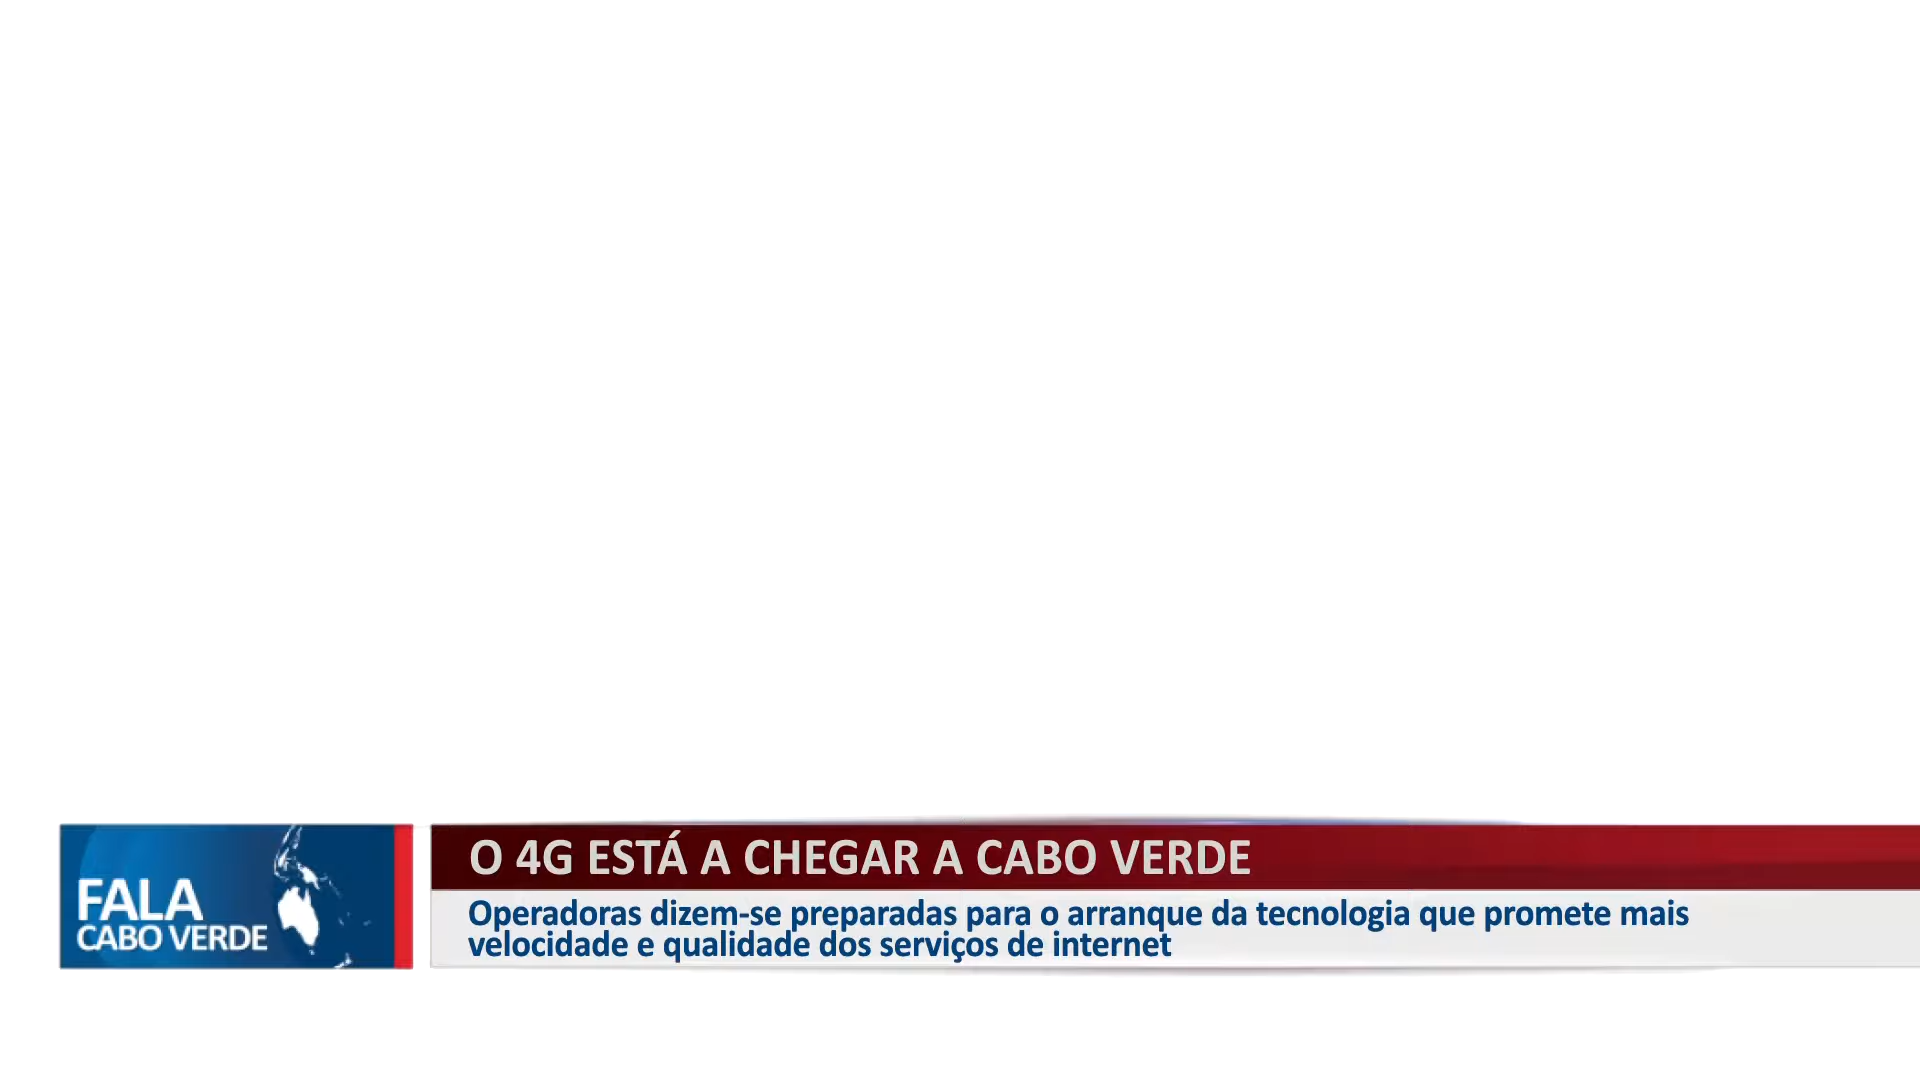 FALA
CABO VERDE
O 4G ESTÁ A CHEGAR A CABO VERDE
Operadoras dizem-se preparadas para o arranque da tecnologia que promete mais
velocidade e qualidade dos serviços de internet